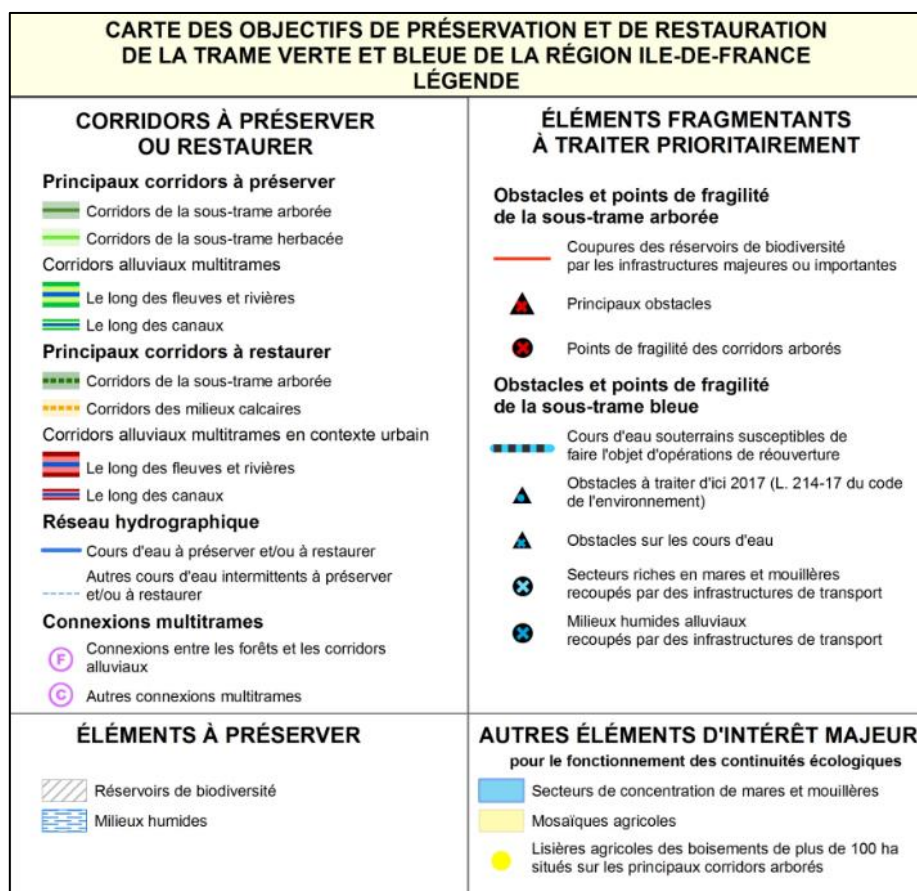 CARTE DES OBJECTIFS DE PRÉSERVATION ET DE RESTAURATION
DE LA TRAME VERTE ET BLEUE DE LA RÉGION ILE-DE-FRANCE
LÉGENDE
CORRIDORS À PRÉSERVER
OU RESTAURER
Principaux corridors à préserver
Corridors de la sous-trame arborée
Corridors de la sous-trame herbacée
Corridors alluviaux multitrames
Le long des fleuves et rivières
Le long des canaux
Principaux corridors à restaurer
Corridors de la sous-trame arborée
Corridors des milieux calcaires
Corridors alluviaux multitrames en contexte urbain
Le long des fleuves et rivières
Le long des canaux
Réseau hydrographique
Cours d'eau à préserver et/ou à restaurer
Autres cours d'eau intermittents à préserver
et/ou à restaurer
Connexions multitrames
F Connexions entre les forêts et les corridors
alluviaux
C Autres connexions multitrames
ÉLÉMENTS FRAGMENTANTS
À TRAITER PRIORITAIREMENT
Obstacles et points de fragilité
de la sous-trame arborée
Coupures des réservoirs de biodiversité
par les infrastructures majeures ou importantes
Principaux obstacles
Points de fragilité des corridors arborés
Obstacles et points de fragilité
de la sous-trame bleue
Cours d'eau souterrains susceptibles de
faire l'objet d'opérations de réouverture
Obstacles à traiter d'ici 2017 (L. 214-17 du code
de l'environnement)
Obstacles sur les cours d'eau
Secteurs riches en mares et mouillères
recoupés par des infrastructures de transport
Milieux humides alluviaux
recoupés par des infrastructures de transport
ÉLÉMENTS À PRÉSERVER
Réservoirs de biodiversité
Milieux humides
AUTRES ÉLÉMENTS D'INTÉRÊT MAJEUR
pour le fonctionnement des continuités écologiques
Secteurs de concentration de mares et mouillères
Mosaïques agricoles
Lisières agricoles des boisements de plus de 100 ha
situés sur les principaux corridors arborés